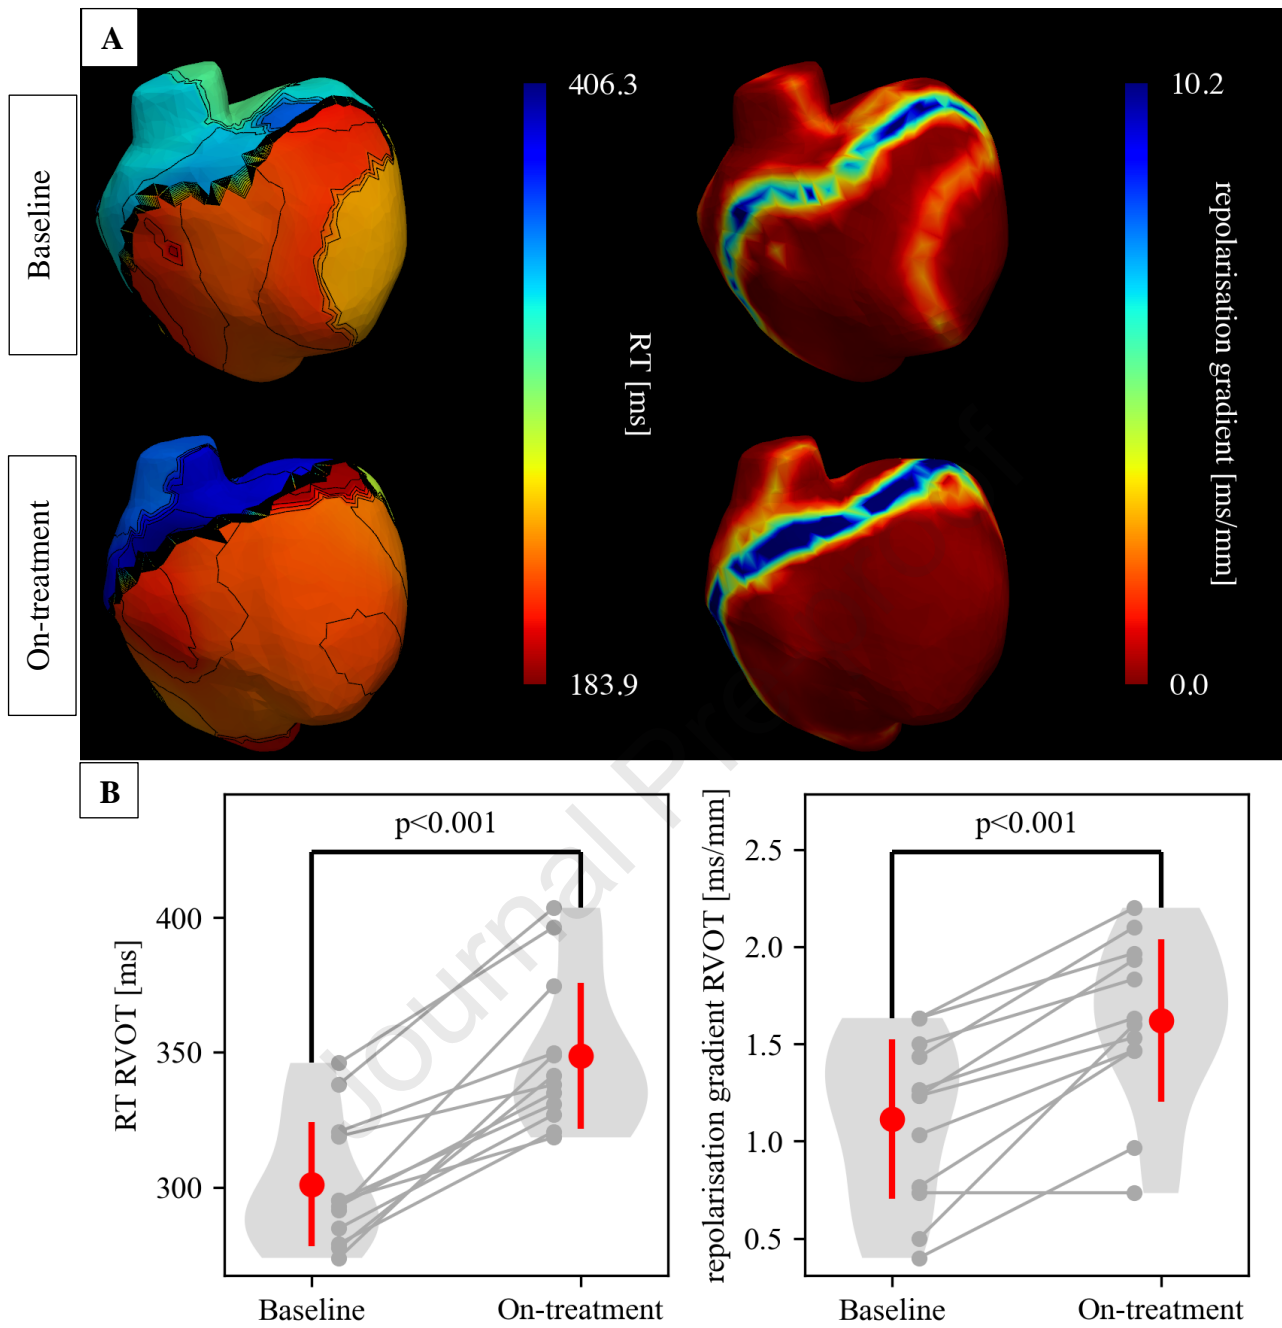 A
Baseline
406.3
RT [ms]
183.9
10.2
repolarisation gradient [ms/mm]
0.0
On-treatment
Journal Pre-proof
B
p<0.001
RT RVOT [ms]
400
350
300
Baseline
On-treatment
p<0.001
repolarisation gradient RVOT [ms/mm]
2.5
2.0
1.5
1.0
0.5
Baseline
On-treatment